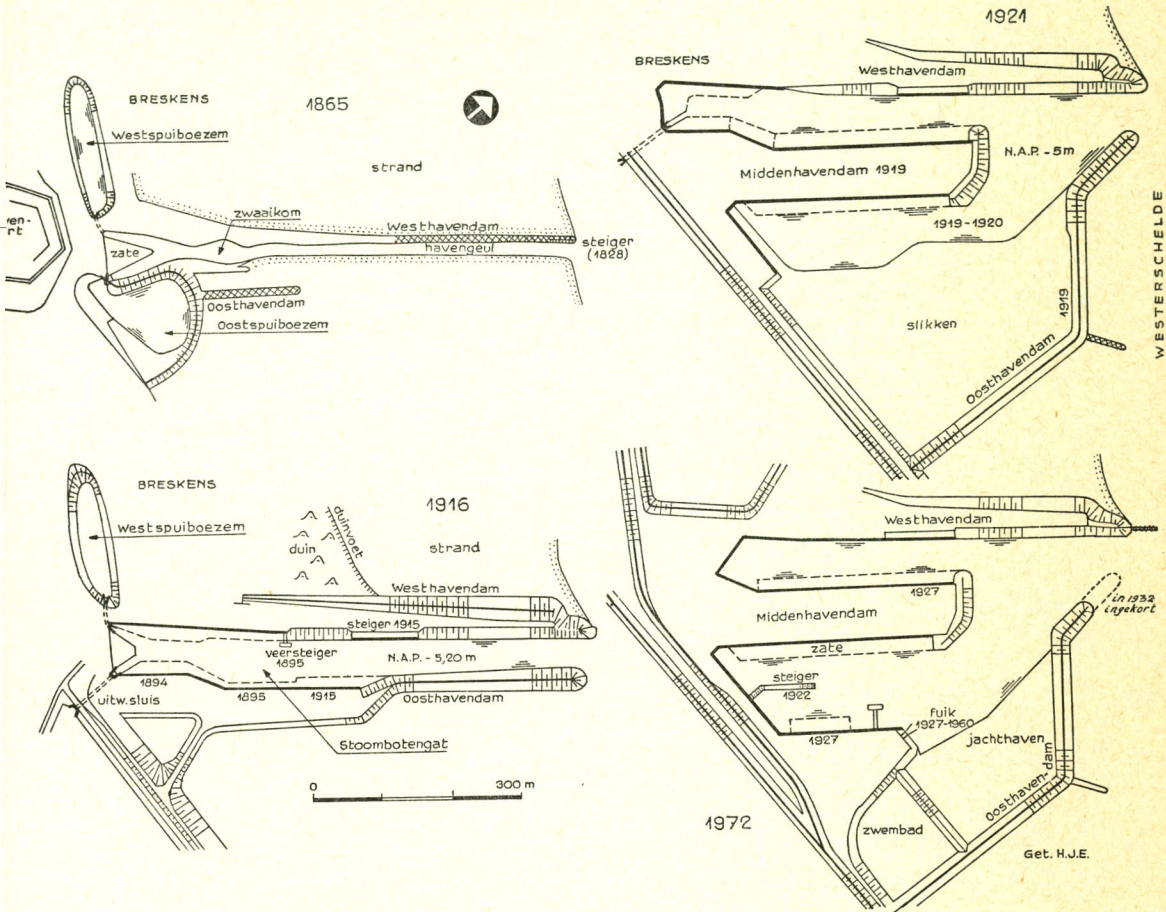 1865
BRESKENS
Westspuiboezem
strand
zwaaikom
Westhavendam
havengeul
steiger
(1828)
zate
Oosthavendam
Oostspuiboezem
rt
1921
BRESKENS
Westhavendam
N.A.P. - 5m
Middenhavendam 1919
1919-1920
slikken
1919
Oosthavendam
WESTERSCHELDE
1916
BRESKENS
Westspuiboezem
duin
duinvoet
strand
Westhavendam
steiger 1915
veersteiger
1895
N.A.P. - 5,20 m
1894
1895
1915
Oosthavendam
uitw. sluis
Stoombotengat
0 300 m
Westhavendam
1927
in 1932
ingekort
Middenhavendam
zate
steiger
1922
fuik
1927-1960
1927
jachthaven
Oosthaven-
dam
1972
zwembad
Get. H.J.E.